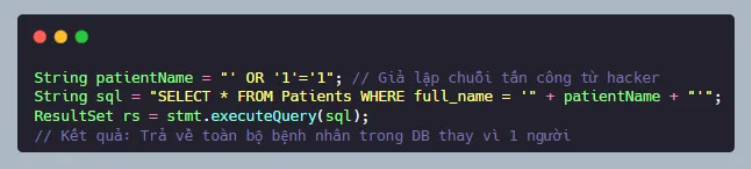 String patientName = "' OR '1'='1"; // Giả lập chuỗi tấn công từ hacker
String sql = "SELECT * FROM Patients WHERE full_name = '" + patientName + "'";
ResultSet rs = stmt.executeQuery(sql);
// Kết quả: Trả về toàn bộ bệnh nhân trong DB thay vì 1 người